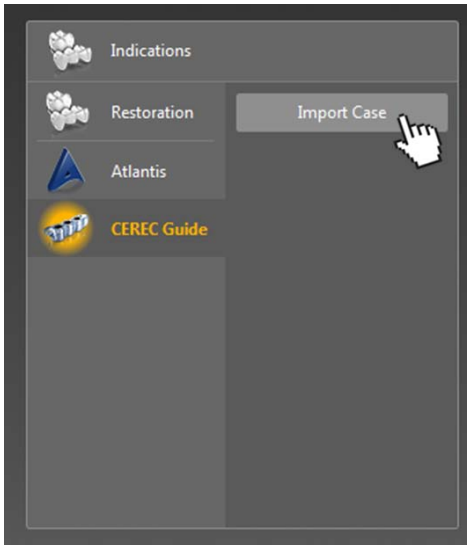 Indications
Restoration
Import Case
Atlantis
CEREC Guide